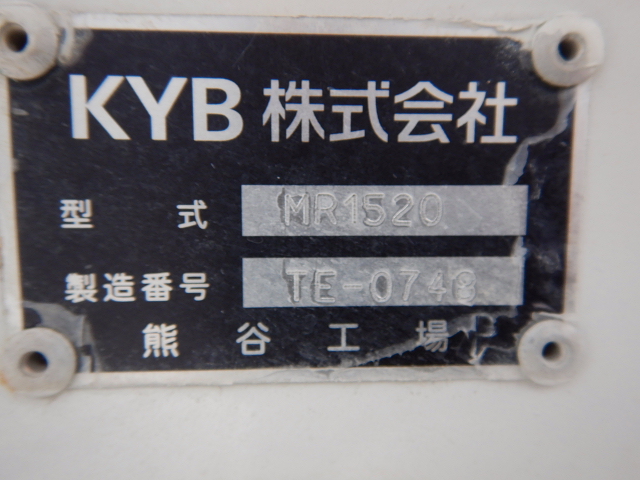 KYB 株式会社
型 式 MR1520
製造番号 TE-0748
熊 谷 工 場